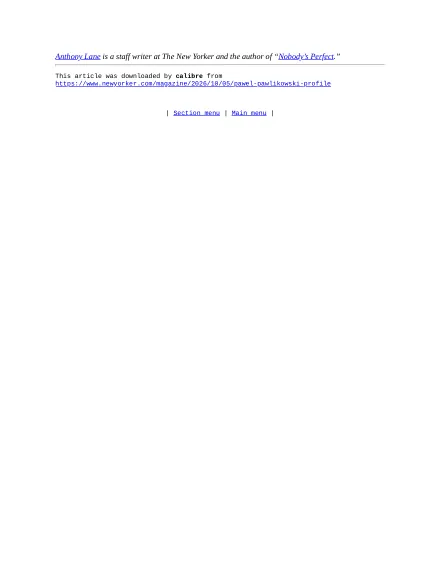 Anthony Lane is a staff writer at The New Yorker and the author of “Nobody’s Perfect.”
This article was downloaded by calibre from
https://www.newyorker.com/magazine/2026/10/05/pawel-pawlikowski-profile
| Section menu | Main menu |